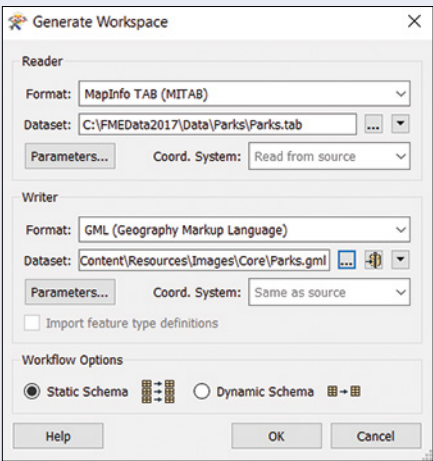 Generate Workspace
Reader
Format: MapInfo TAB (MITAB)
Dataset: C:\FMEData2017\Data\Parks\Parks.tab ...
Parameters... Coord. System: Read from source
Writer
Format: GML (Geography Markup Language)
Dataset: Content\Resources\Images\Core\Parks.gml ...
Parameters... Coord. System: Same as source
Import feature type definitions
Workflow Options
Static Schema Dynamic Schema
Help OK Cancel